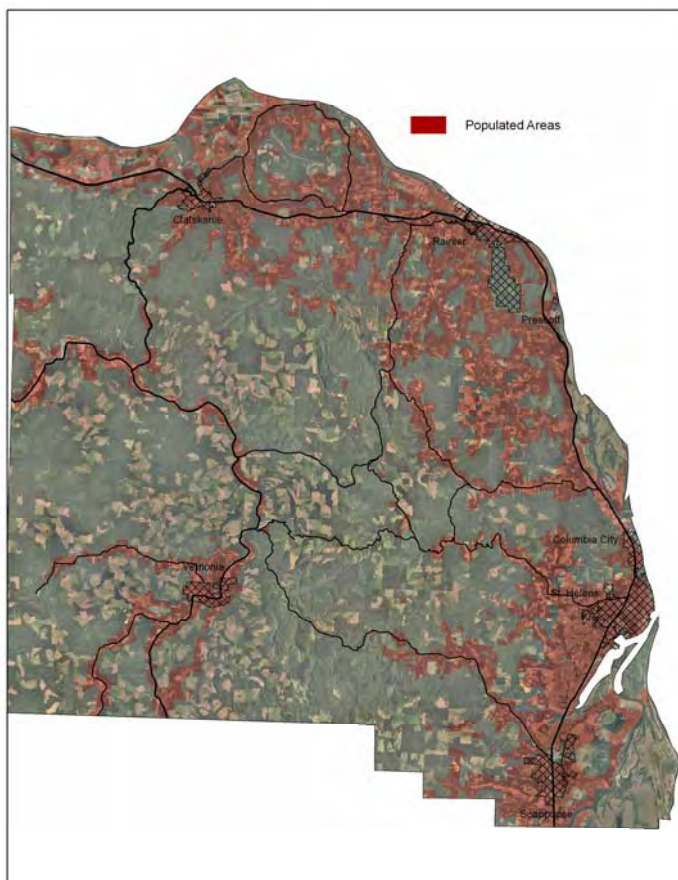 Populated Areas
Clatskanie
Rainier
Prescott
Columbia City
St. Helens
Vernonia
Scappoose